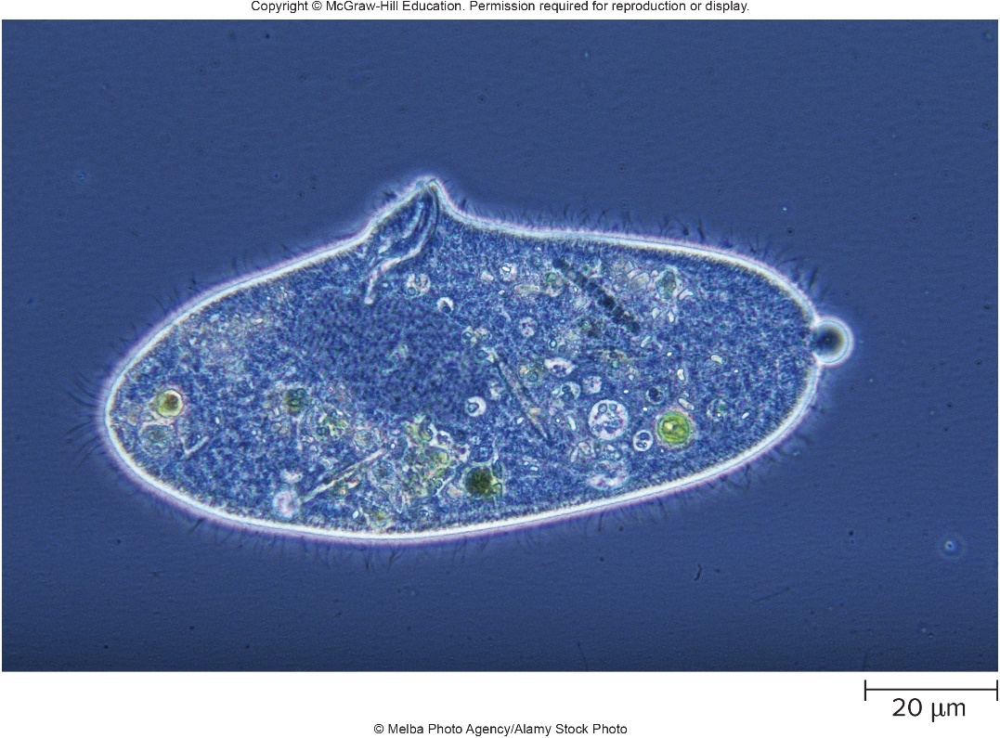 Copyright © McGraw-Hill Education. Permission required for reproduction or display.
20 µm
© Melba Photo Agency/Alamy Stock Photo